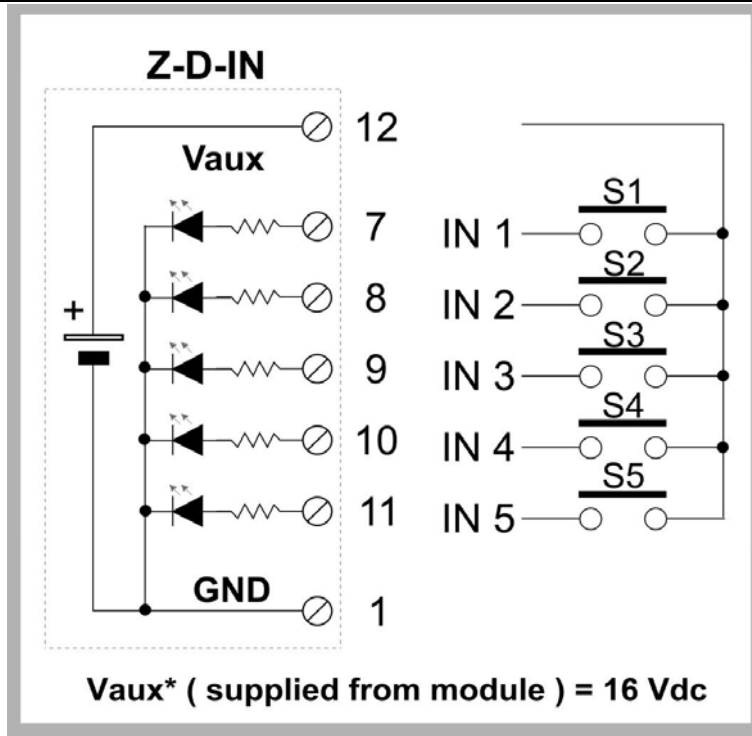 Z-D-IN
12
Vaux
S1
7 IN 1
S2
8 IN 2
S3
9 IN 3
S4
10 IN 4
S5
11 IN 5
GND 1
+
Vaux* ( supplied from module ) = 16 Vdc